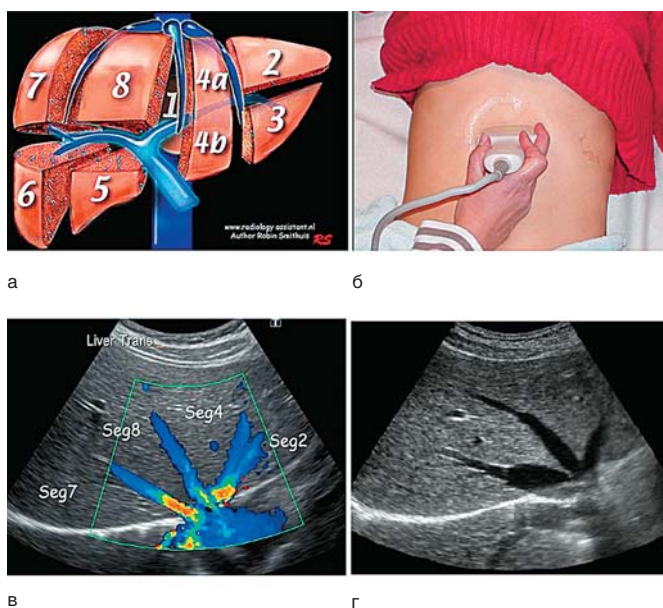 7
8
1
4a
2
3
4b
6
5
www.radiology-assistant.nl
Author Robin Smithuis RS
а
б
Liver Trans
Seg4
Seg8
Seg2
Seg7
в
г